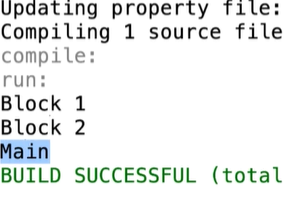 Updating property file:
Compiling 1 source file
compile:
run:
Block 1
Block 2
Main
BUILD SUCCESSFUL (total